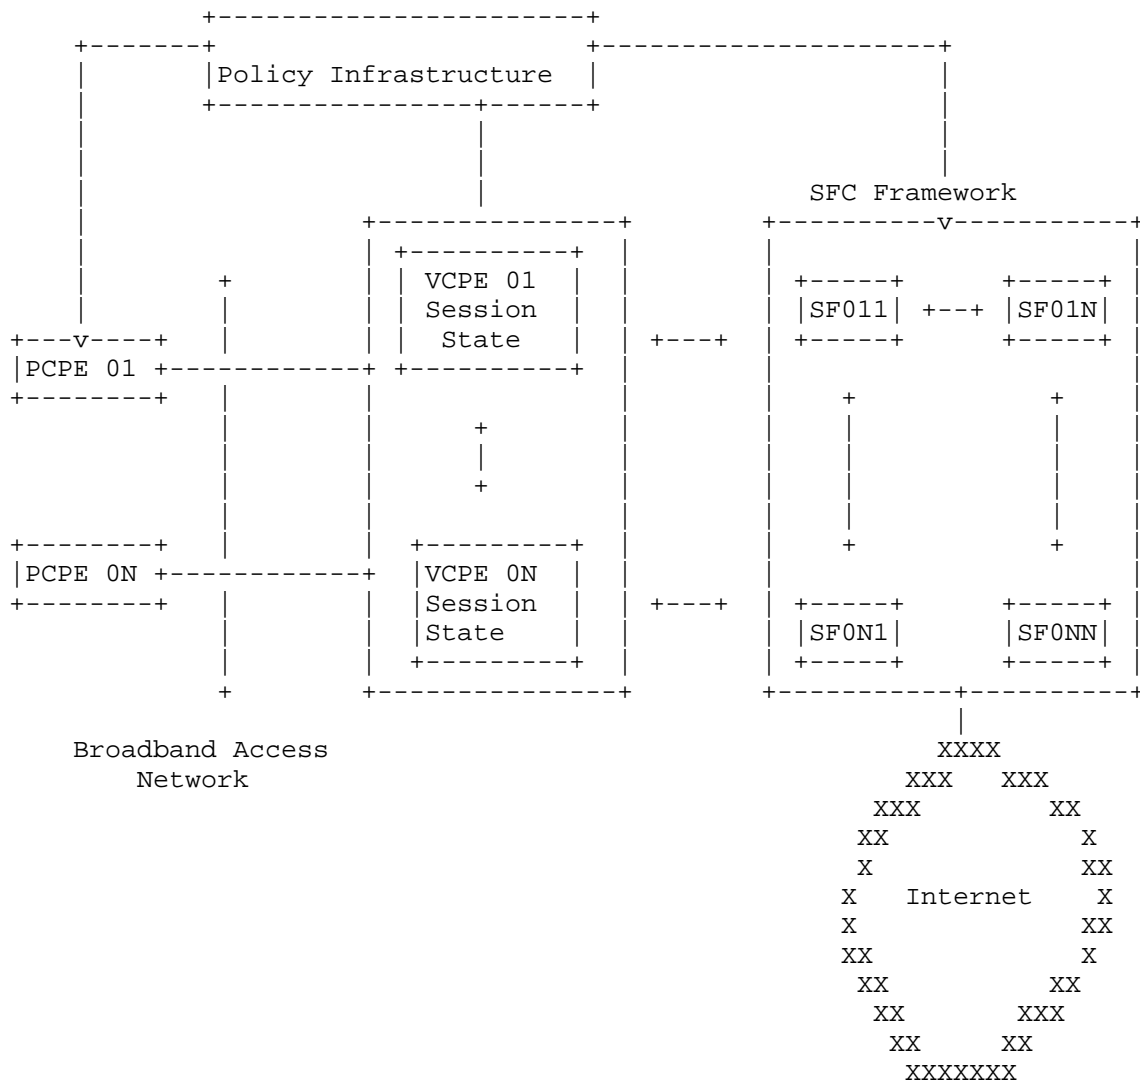 Policy Infrastructure
SFC Framework
VCPE 01
Session
State
SF011
SF01N
PCPE 01
PCPE 0N
VCPE 0N
Session
State
SF0N1
SF0NN
Broadband Access
Network
Internet